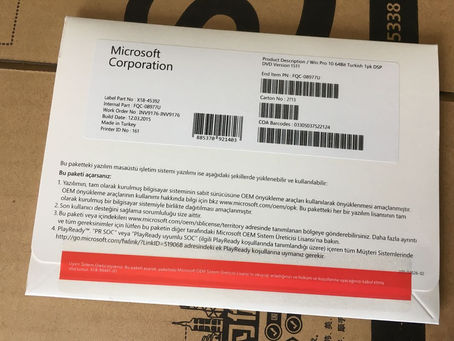 Microsoft
Corporation
Product Description / Win Pro 10 64Bit Turkish 1pk DSP
DVD Version 1511
End Item PN : FQC-08977U
Label Part No : X18-45392
Internal Part : FQC-08977U
Work Order No : INV9176-INV9176
Build Date : 12.03.2015
Made in Turkey
Printer ID No : 161
Carton No : 2/13
COA Barcodes : 03305037522124
885370 921403
5338
Bu paketteki yazılım masaüstü işletim sistemi yazılımı ise aşağıdaki şekillerde yüklenebilir ve kullanılabilir:
Bu paketi açarsanız:
1. Yazılımın, tam olarak kurulmuş bilgisayar sisteminin sabit sürücüsüne OEM önyükleme araçları kullanılarak önyüklenmesi zorunludur.
OEM önyükleme araçlarının kullanımı hakkında bilgi için bkz www.microsoft.com/oem/opk. Bu paketteki her bir yazılım lisansının tam
olarak kurulmuş bir bilgisayar sistemiyle birlikte dağıtılması amaçlanmıştır.
2. Son kullanıcı desteğini sağlama sorumluluğu size aittir.
3. Bu paketi veya içindekileri www.microsoft.com/oem/sblicense/territory adresinde tanımlanan bölgeye gönderebilirsiniz. Daha fazla ayrıntı
ve tüm gereksinimler için lütfen bu paketin diğer tarafındaki Microsoft OEM Sistem Üreticisi Lisansı'na bakın.
4. PlayReady™ "PR SOC" veya "PlayReady uyumlu SOC" (ilgili PlayReady koşullarında tanımlandığı üzere) içeren tüm Müşteri Sistemlerinde
http://go.microsoft.com/fwlink/?LinkID=519068 adresindeki ek PlayReady koşullarına uymanız gerekir.